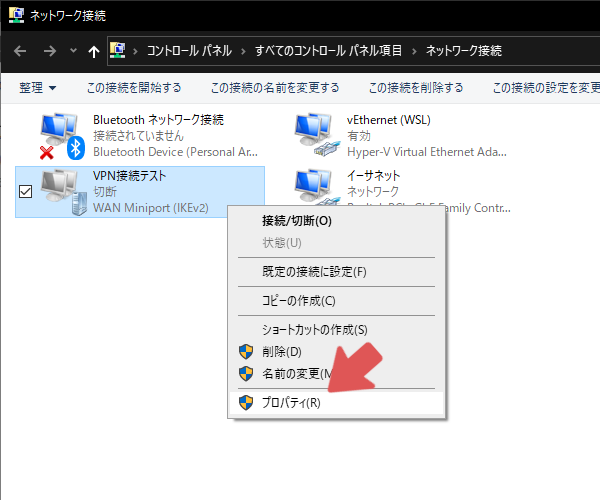 ネットワーク接続
コントロール パネル › すべてのコントロール パネル項目 › ネットワーク接続
整理 この接続を開始する この接続の名前を変更する この接続を削除する この接続の設定を変更
Bluetooth ネットワーク接続
接続されていません
Bluetooth Device (Personal Ar...
vEthernet (WSL)
有効
Hyper-V Virtual Ethernet Ada...
VPN接続テスト
切断
WAN Miniport (IKEv2)
イーサネット
ネットワーク
Family Contr...
接続/切断(O)
状態(U)
既定の接続に設定(F)
コピーの作成(C)
ショートカットの作成(S)
削除(D)
名前の変更(M
プロパティ(R)